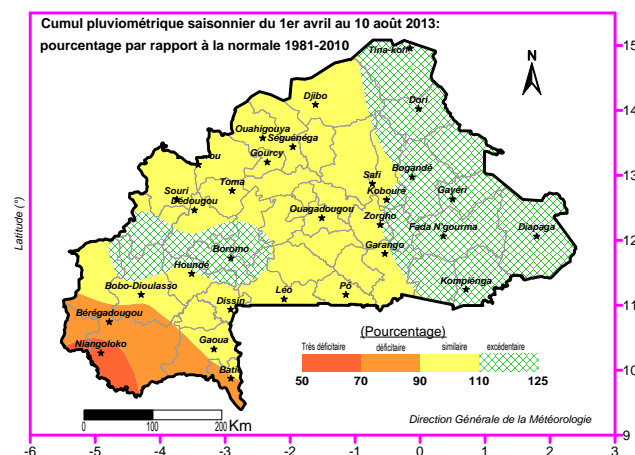 Cumul pluviométrique saisonnier du 1er avril au 10 août 2013:
pourcentage par rapport à la normale 1981-2010
Tina-koff
N
15
Djibo
Dori
14
Ouahigouya
Séguénéga
Gourcy
Toma
Safi
Bogandé
Souri
Dédougou
Kobouré
Gayéri
13
Latitude (°)
Ouagadougou
Zorgho
Fada N'gourma
Diapaga
12
Boromo
Garango
Houndé
Bobo-Dioulasso
Dissin
Léo
Pô
Kompiènga
11
Bérégadougou
Niangoloko
Gaoua
Batié
(Pourcentage)
Très déficitaire
déficitaire
similaire
excédentaire
50 70 90 110 125
10
0 100 200
Km
Direction Générale de la Météorologie
9
-6 -5 -4 -3 -2 -1 0 1 2 3